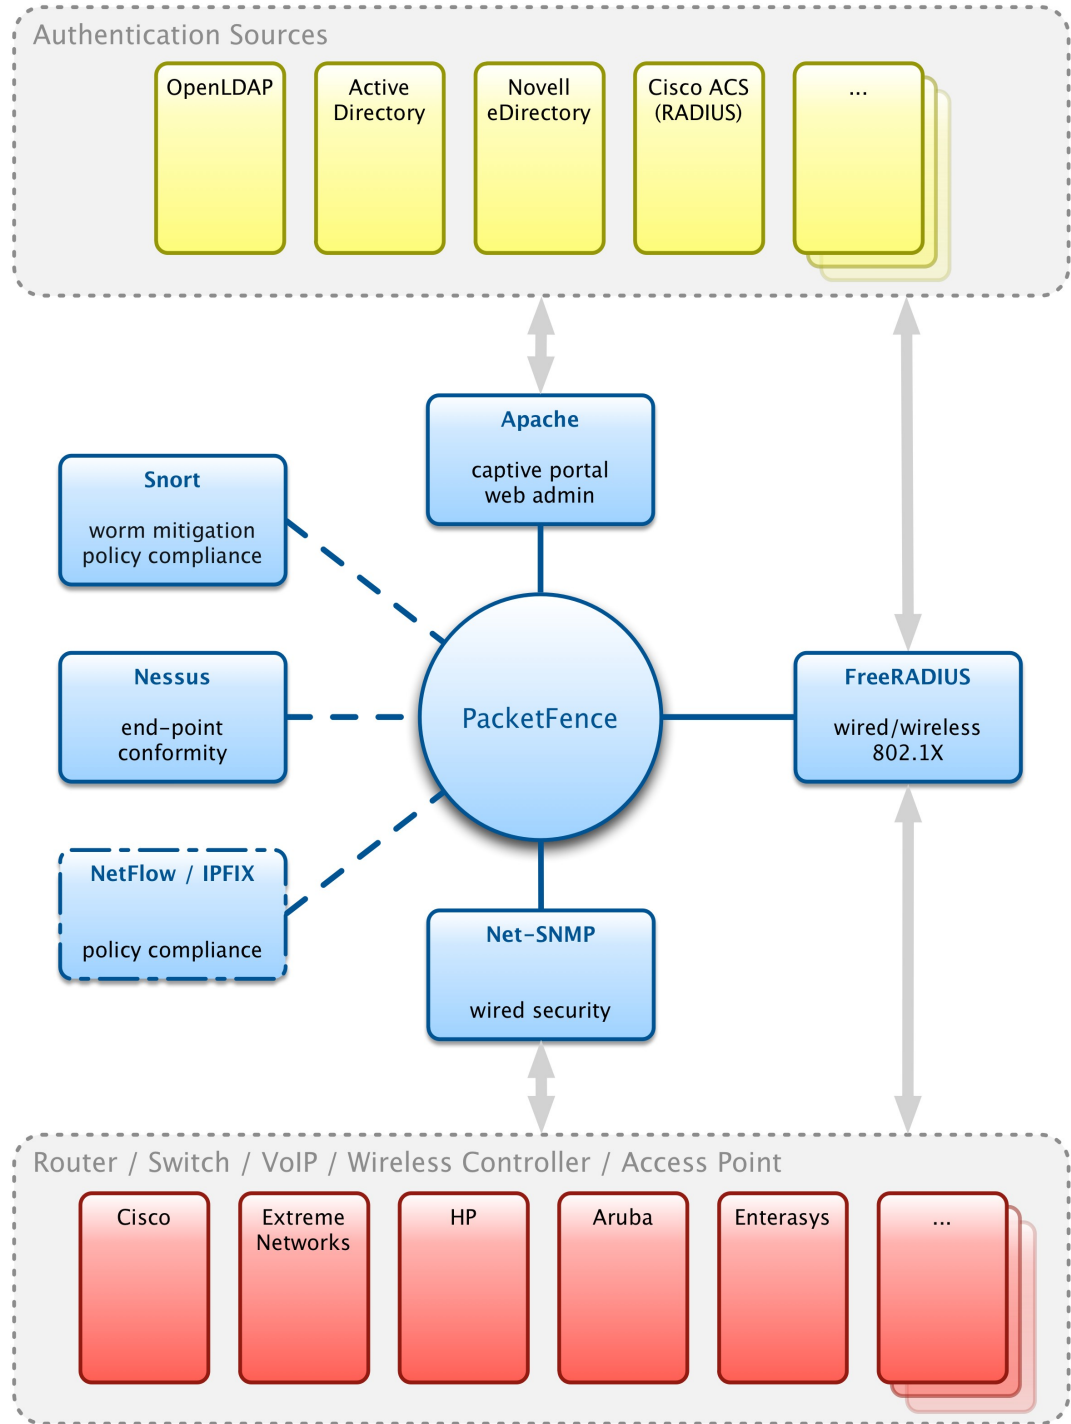 Authentication Sources
OpenLDAP
Active
Directory
Novell
eDirectory
Cisco ACS
(RADIUS)
...
Apache
captive portal
web admin
Snort
worm mitigation
policy compliance
Nessus
end-point
conformity
PacketFence
FreeRADIUS
wired/wireless
802.1X
NetFlow / IPFIX
policy compliance
Net-SNMP
wired security
Router / Switch / VoIP / Wireless Controller / Access Point
Cisco
Extreme
Networks
HP
Aruba
Enterasys
...